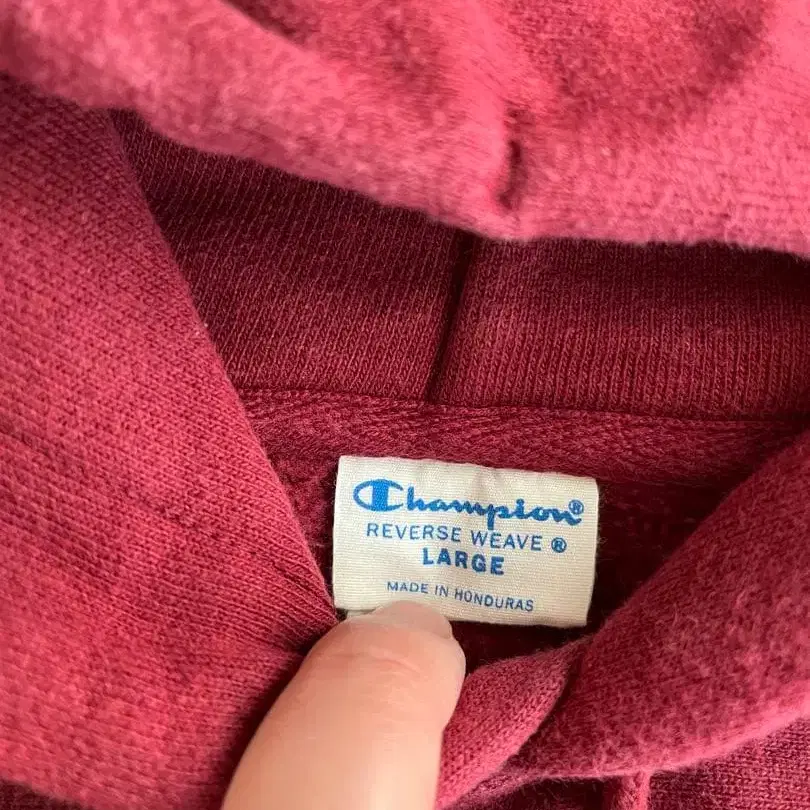 Champion®
REVERSE WEAVE ®
LARGE
MADE IN HONDURAS